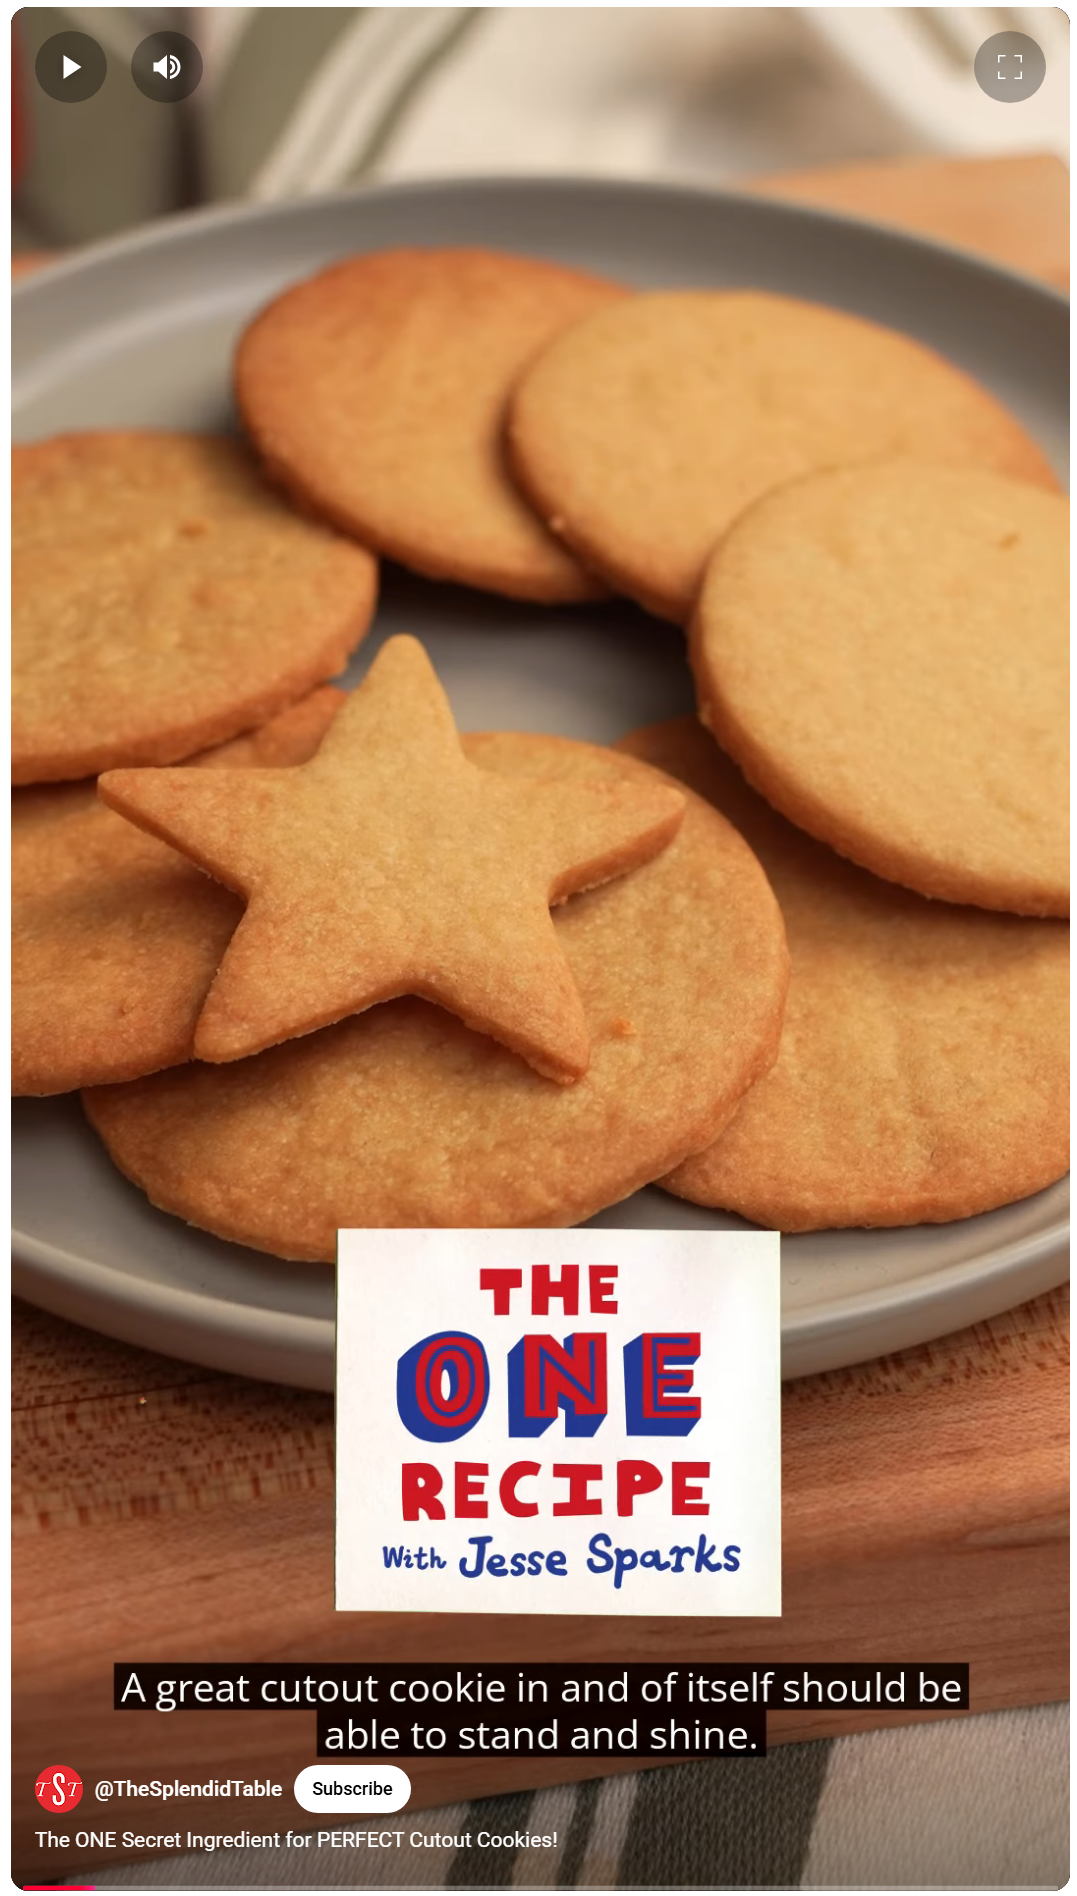 THE
ONE
RECIPE
With Jesse Sparks
A great cutout cookie in and of itself should be
able to stand and shine.
TST @TheSplendidTable Subscribe
The ONE Secret Ingredient for PERFECT Cutout Cookies!